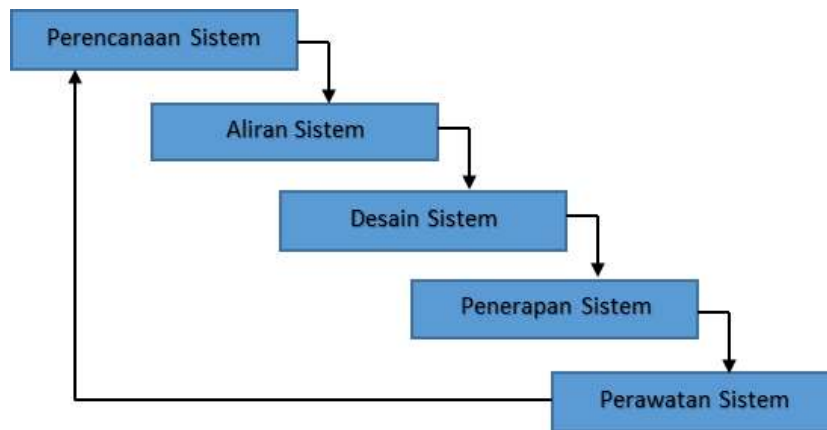 Perencanaan Sistem
Aliran Sistem
Desain Sistem
Penerapan Sistem
Perawatan Sistem